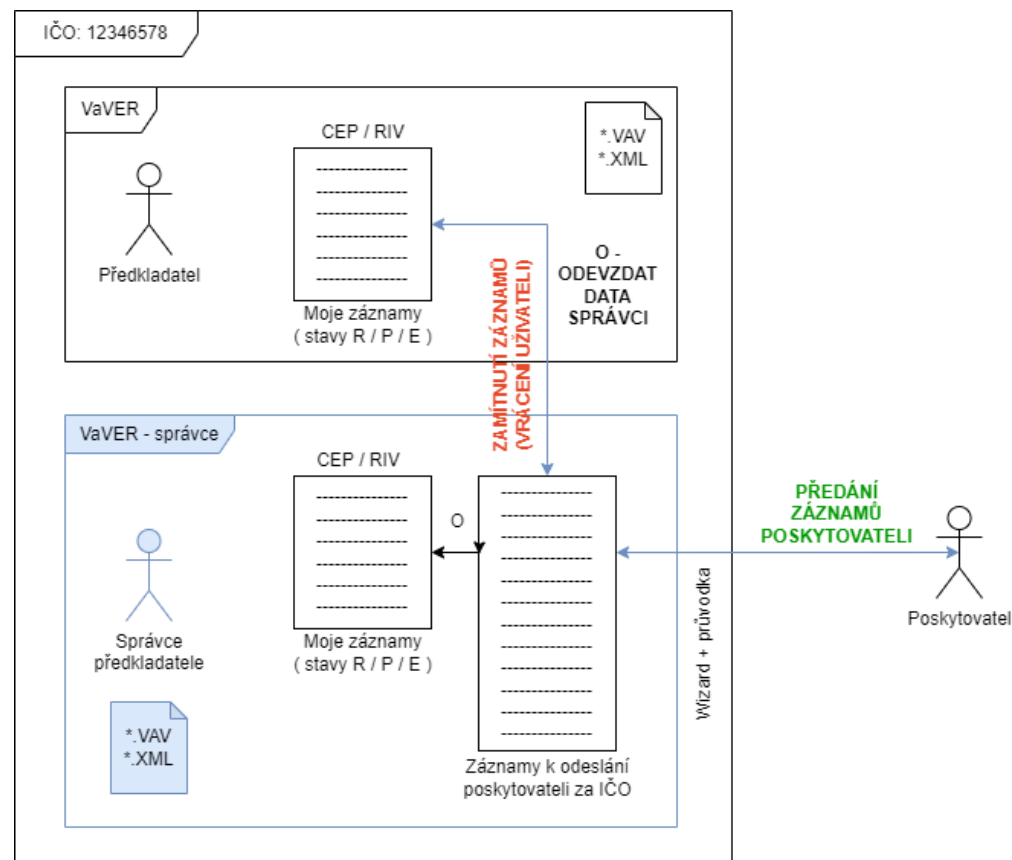 IČO: 12346578
VaVER
CEP / RIV
*.VAV
*.XML
Předkladatel
Moje záznamy
( stavy R / P / E )
O -
ODEVZDAT
DATA
SPRÁVCI
ZAMÍTNUTÍ ZÁZNAMŮ
(VRÁCENÍ UŽIVATELI)
VaVER - správce
CEP / RIV
O
Správce
předkladatele
Moje záznamy
( stavy R / P / E )
*.VAV
*.XML
Záznamy k odeslání
poskytovateli za IČO
Wizard + průvodka
PŘEDÁNÍ
ZÁZNAMŮ
POSKYTOVATELI
Poskytovatel